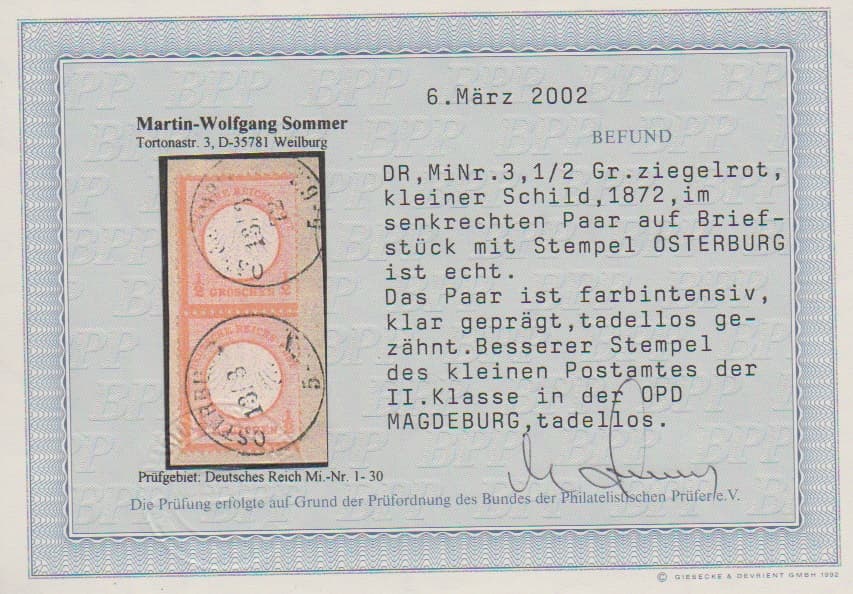 6.März 2002
Martin-Wolfgang Sommer
Tortonastr. 3, D-35781 Weilburg
BEFUND
DR,MiNr.3,1/2 Gr.ziegelrot,
kleiner Schild,1872,im
senkrechten Paar auf Brief-
stück mit Stempel OSTERBURG
ist echt.
Das Paar ist farbintensiv,
klar geprägt,tadellos ge-
zähnt.Besserer Stempel
des kleinen Postamtes der
II.Klasse in der OPD
MAGDEBURG,tadellos.
GROSCHEN
Prüfgebiet: Deutsches Reich Mi.-Nr. 1- 30
Die Prüfung erfolgte auf Grund der Prüfordnung des Bundes der Philatelistischen Prüfer e.V.
© GIESECKE & DEVRIENT GMBH 1992